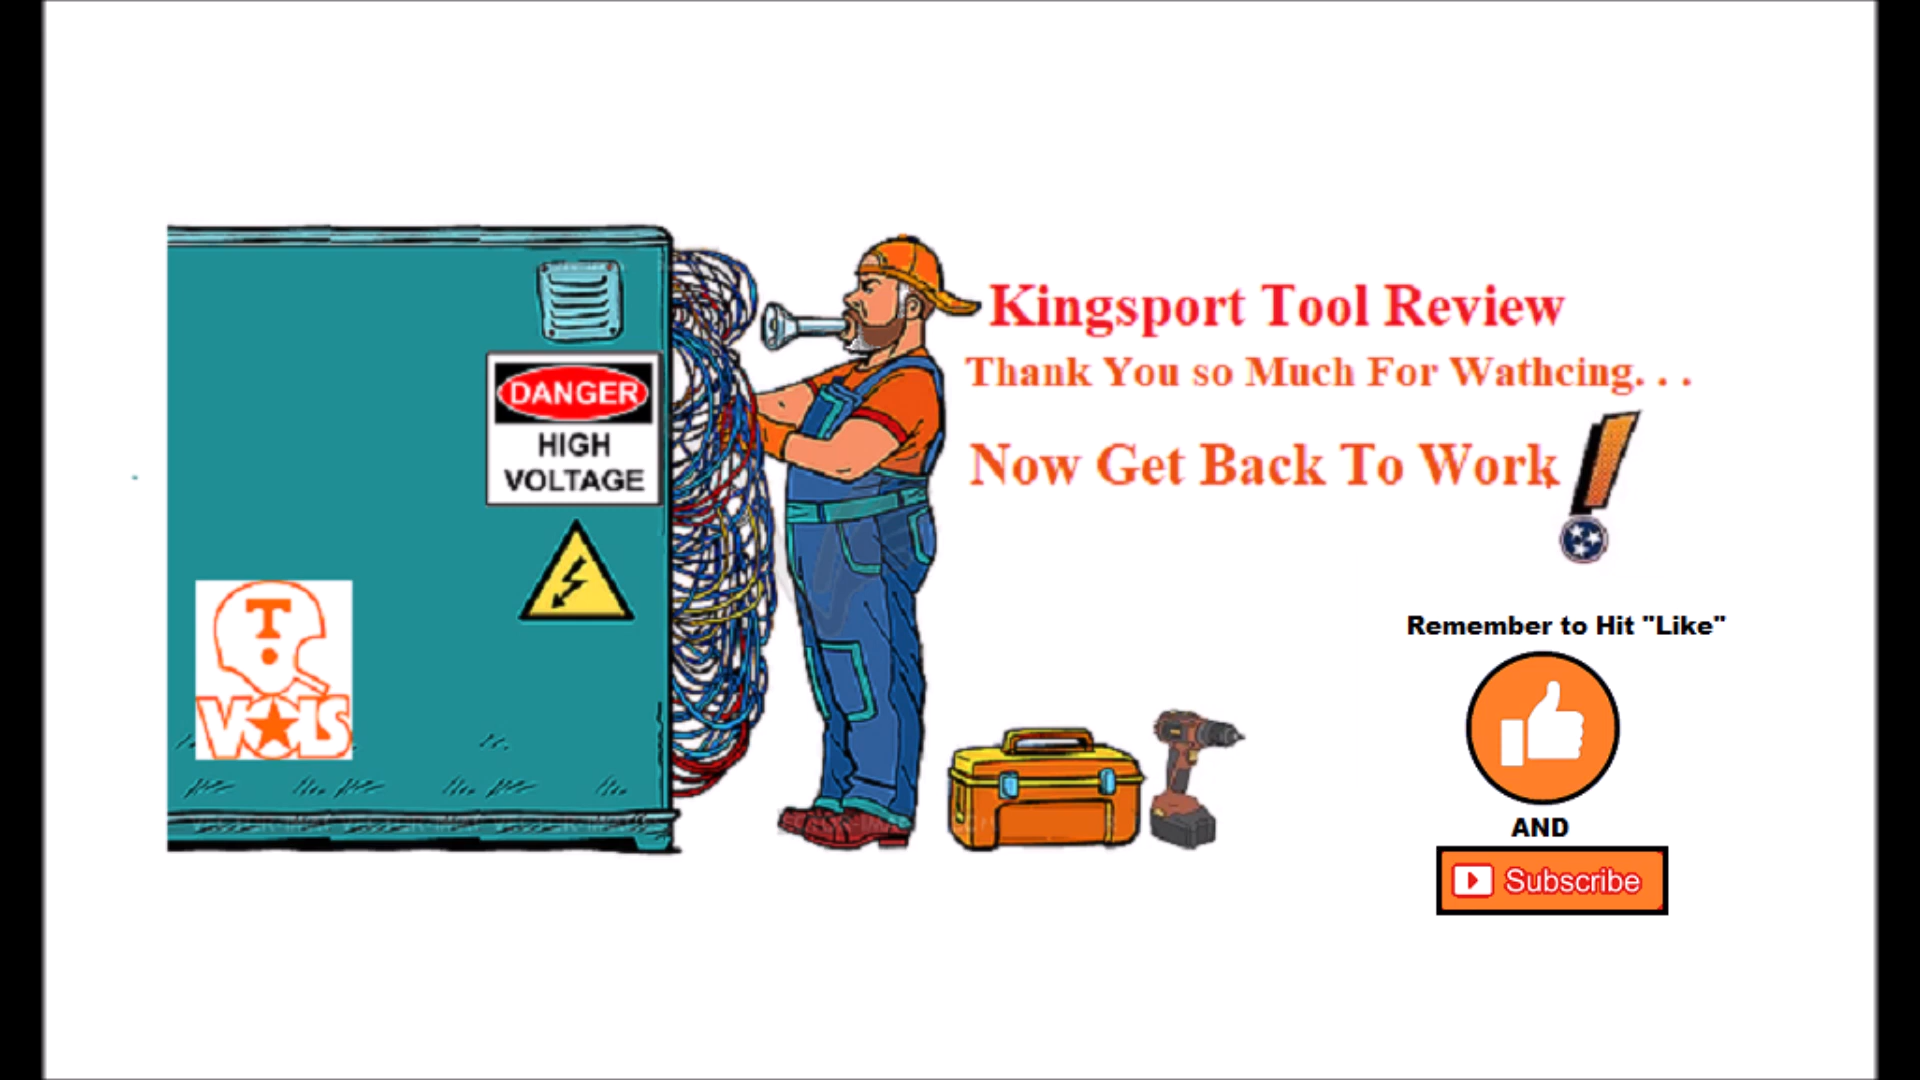 Kingsport Tool Review
Thank You so Much For Wathcing. . .
Now Get Back To Work
DANGER
HIGH
VOLTAGE
T
VOLS
Remember to Hit "Like"
AND
Subscribe